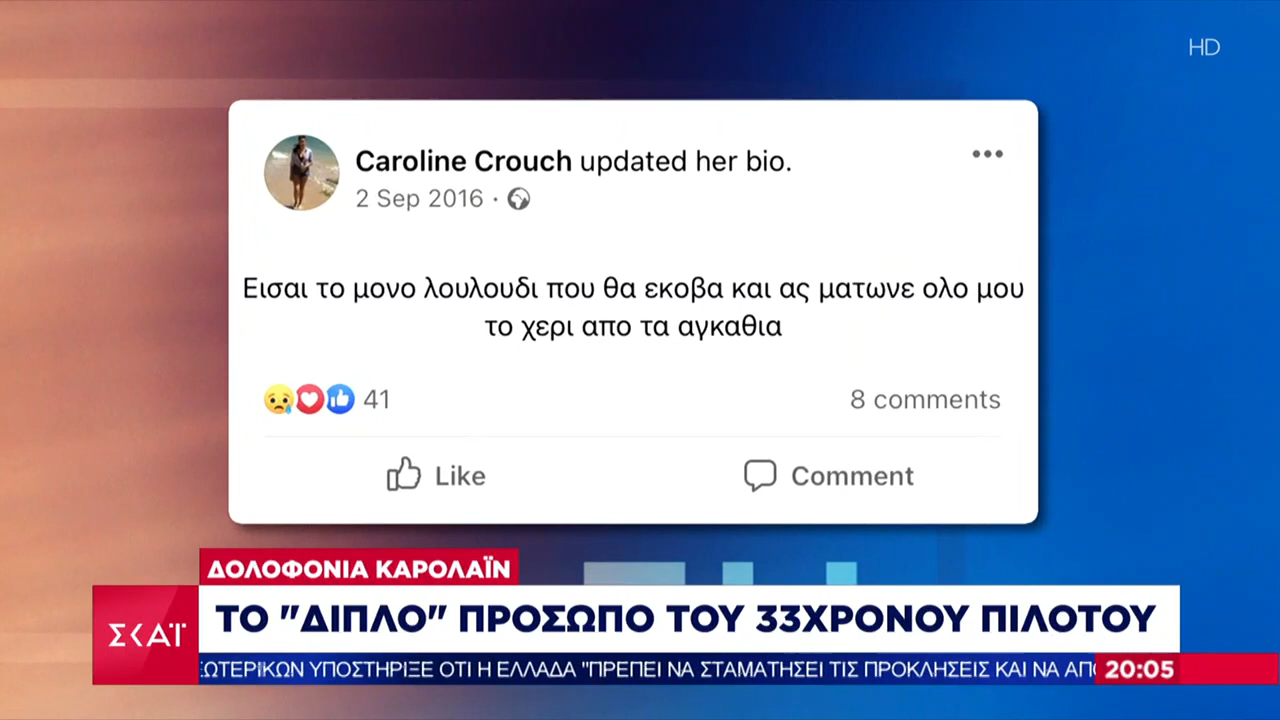 HD
Caroline Crouch updated her bio.
2 Sep 2016 ·
Εισαι το μονο λουλουδι που θα εκοβα και ας ματωνε ολο μου
το χερι απο τα αγκαθια
41
8 comments
Like
Comment
ΔΟΛΟΦΟΝΙΑ ΚΑΡΟΛΑΪΝ
ΣΚΑΪ
ΤΟ "ΔΙΠΛΟ" ΠΡΟΣΩΠΟ ΤΟΥ 33ΧΡΟΝΟΥ ΠΙΛΟΤΟΥ
ΞΩΤΕΡΙΚΩΝ ΥΠΟΣΤΗΡΙΞΕ ΟΤΙ Η ΕΛΛΑΔΑ "ΠΡΕΠΕΙ ΝΑ ΣΤΑΜΑΤΗΣΕΙ ΤΙΣ ΠΡΟΚΛΗΣΕΙΣ ΚΑΙ ΝΑ ΑΠΟ
20:05